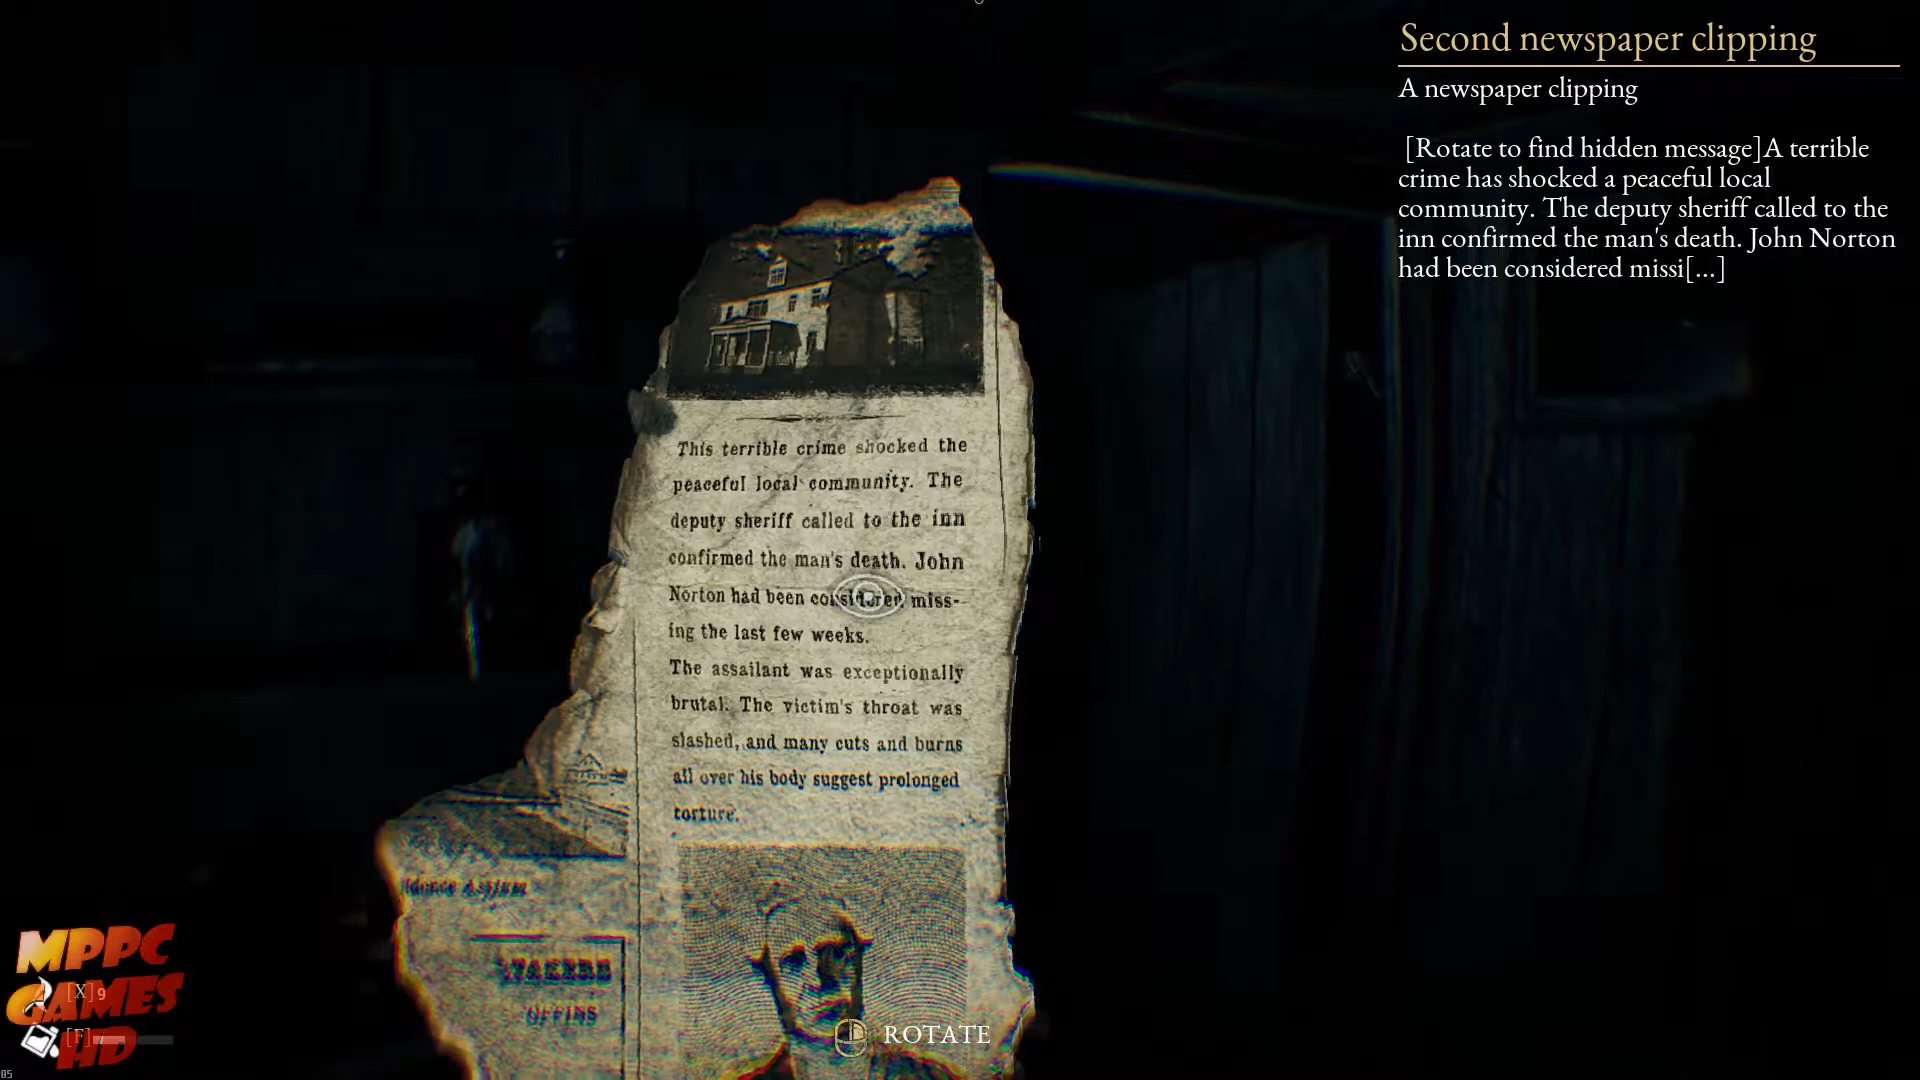 Second newspaper clipping
A newspaper clipping
[Rotate to find hidden message]A terrible
crime has shocked a peaceful local
community. The deputy sheriff called to the
inn confirmed the man's death. John Norton
had been considered missi[...]
This terrible crime shocked the
peaceful local community. The
deputy sheriff called to the inn
confirmed the man's death. John
Norton had been considered miss-
ing the last few weeks.
The assailant was exceptionally
brutal. The victim's throat was
slashed, and many cuts and burns
all over his body suggest prolonged
torture.
Asylum
OFFINS
ROTATE
MPPC
GAMES
HD
[X] 9
[F]
85